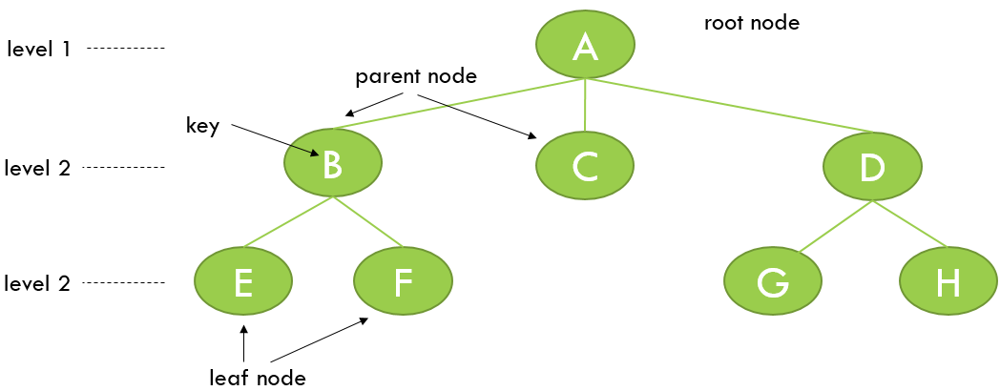 root node
level 1
A
parent node
key
level 2
B
C
D
level 2
E
F
G
H
leaf node